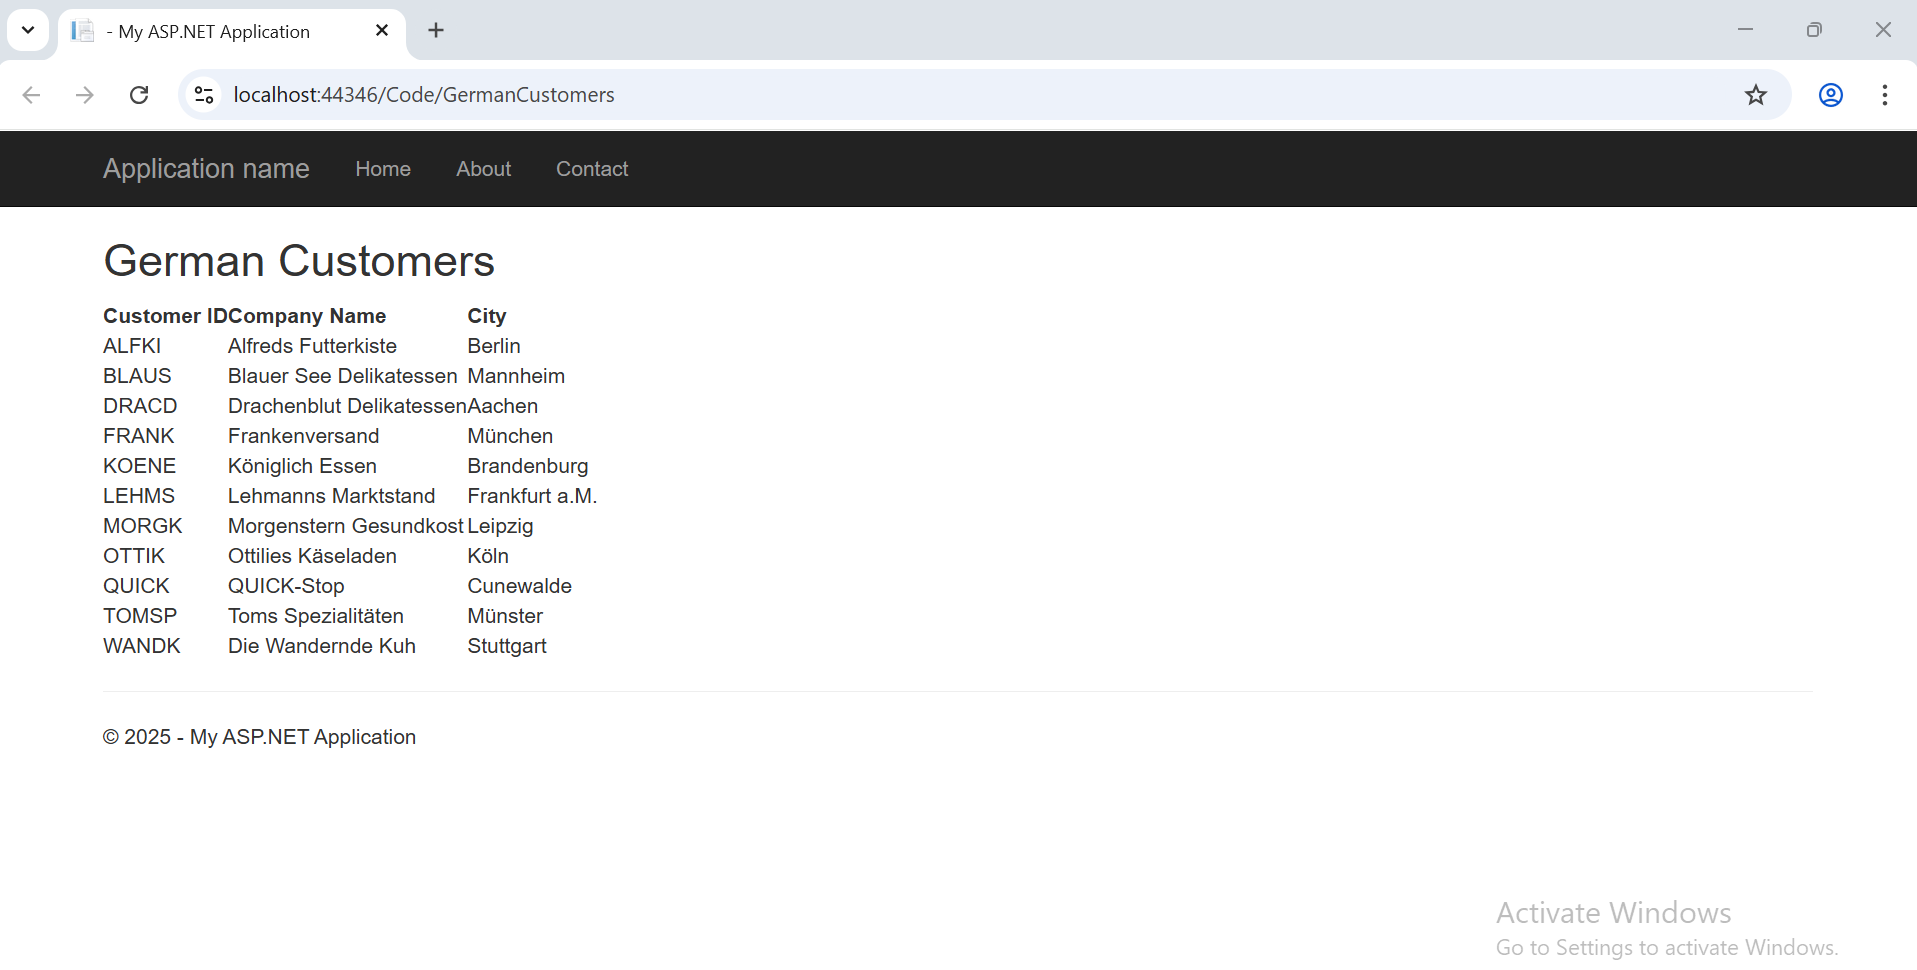 - My ASP.NET Application
localhost:44346/Code/GermanCustomers
Application name Home About Contact
German Customers
Customer ID Company Name City
ALFKI Alfreds Futterkiste Berlin
BLAUS Blauer See Delikatessen Mannheim
DRACD Drachenblut Delikatessen Aachen
FRANK Frankenversand München
KOENE Königlich Essen Brandenburg
LEHMS Lehmanns Marktstand Frankfurt a.M.
MORGK Morgenstern Gesundkost Leipzig
OTTIK Ottilies Käseladen Köln
QUICK QUICK-Stop Cunewalde
TOMSP Toms Spezialitäten Münster
WANDK Die Wandernde Kuh Stuttgart
© 2025 - My ASP.NET Application
Activate Windows
Go to Settings to activate Windows.